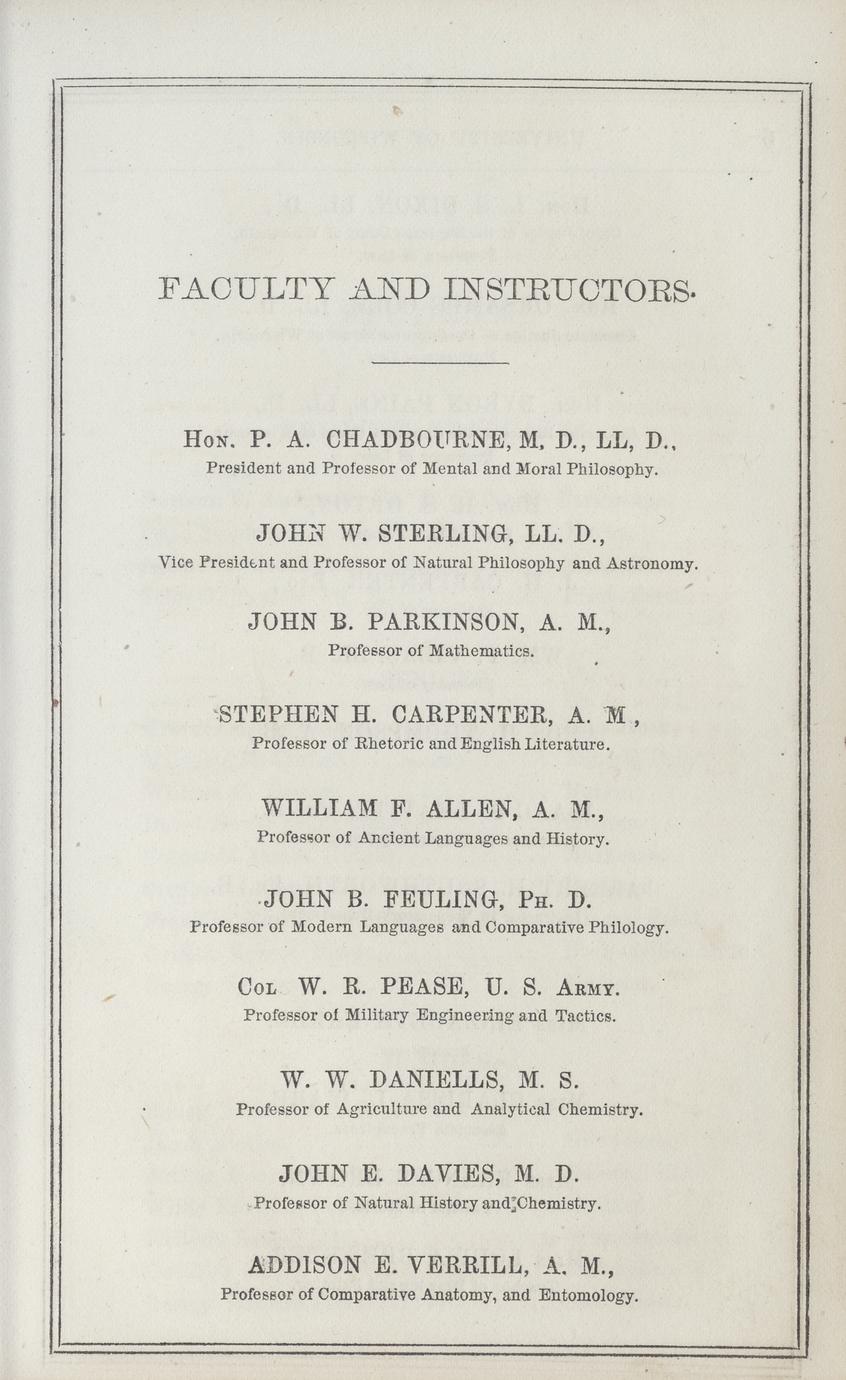 FACULTY AND INSTRUCTORS.
HON. P. A. CHADBOURNE, M, D., LL, D.,
President and Professor of Mental and Moral Philosophy.
JOHN W. STERLING, LL. D.,
Vice President and Professor of Natural Philosophy and Astronomy.
JOHN B. PARKINSON, A. M.,
Professor of Mathematics.
STEPHEN H. CARPENTER, A. M ,
Professor of Rhetoric and English Literature.
WILLIAM F. ALLEN, A. M.,
Professor of Ancient Languages and History.
JOHN B. FEULING, PH. D.
Professor of Modern Languages and Comparative Philology.
COL W. R. PEASE, U. S. ARMY.
Professor of Military Engineering and Tactics.
W. W. DANIELLS, M. S.
Professor of Agriculture and Analytical Chemistry.
JOHN E. DAVIES, M. D.
Professor of Natural History and Chemistry.
ADDISON E. VERRILL, A. M.,
Professor of Comparative Anatomy, and Entomology.